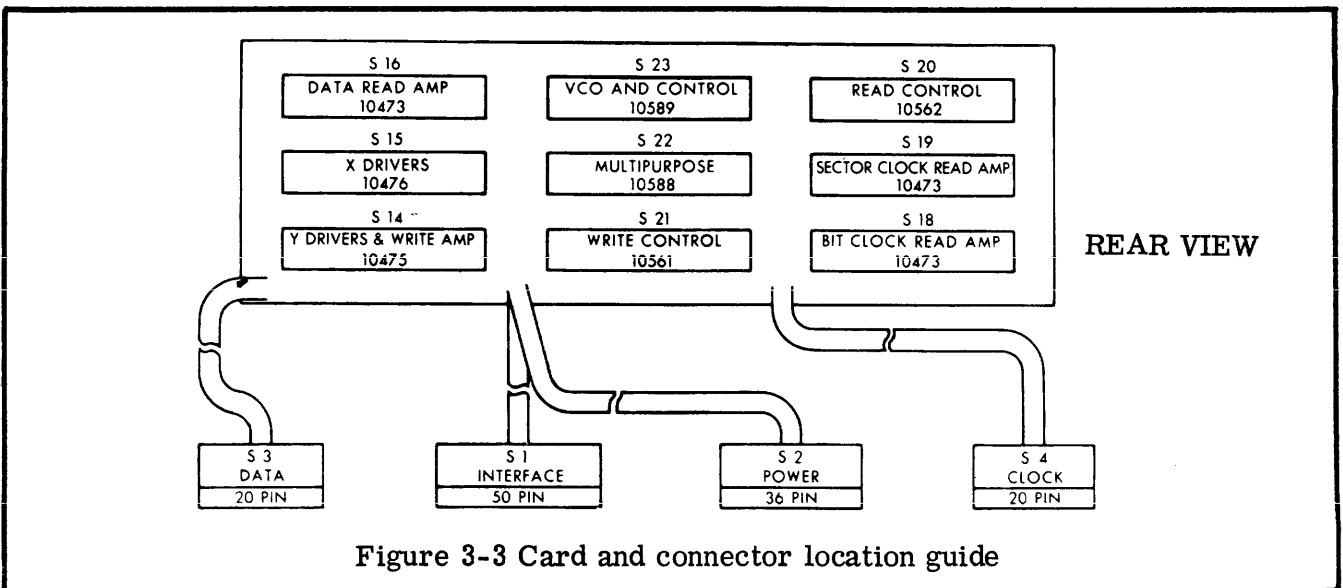 S 16
DATA READ AMP
10473
S 23
VCO AND CONTROL
10589
S 20
READ CONTROL
10562
S 15
X DRIVERS
10476
S 22
MULTIPURPOSE
10588
S 19
SECTOR CLOCK READ AMP.
10473
S 14
Y DRIVERS & WRITE AMP
10475
S 21
WRITE CONTROL
10561
S 18
BIT CLOCK READ AMP
10473
REAR VIEW
S 3
DATA
20 PIN
S 1
INTERFACE
50 PIN
S 2
POWER
36 PIN
S 4
CLOCK
20 PIN
Figure 3-3 Card and connector location guide